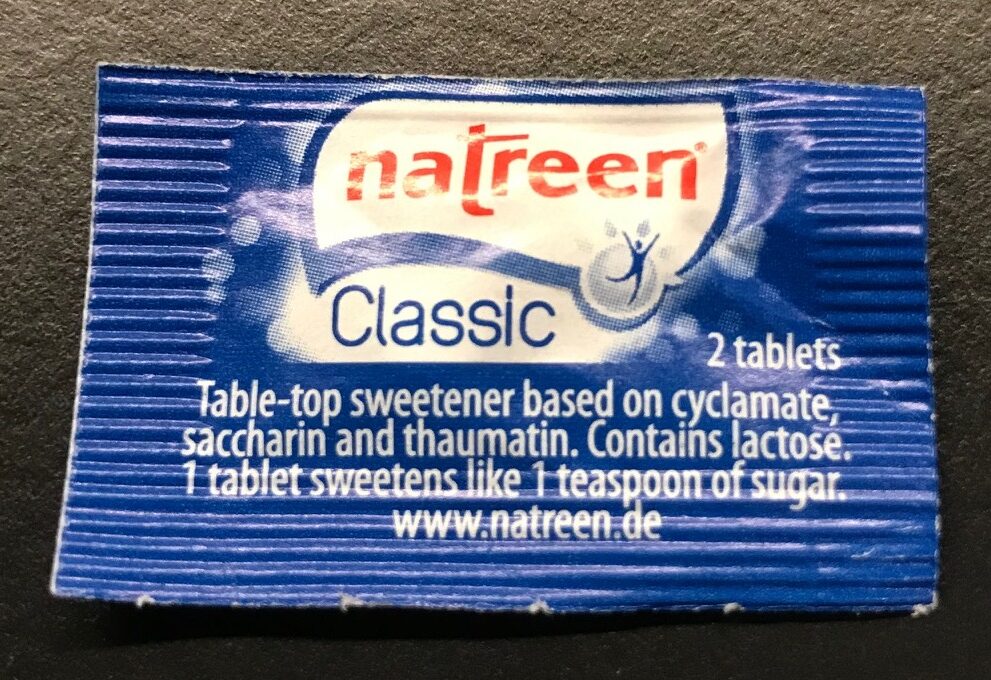 natreen
Classic
2 tablets
Table-top sweetener based on cyclamate,
saccharin and thaumatin. Contains lactose.
1 tablet sweetens like 1 teaspoon of sugar.
www.natreen.de